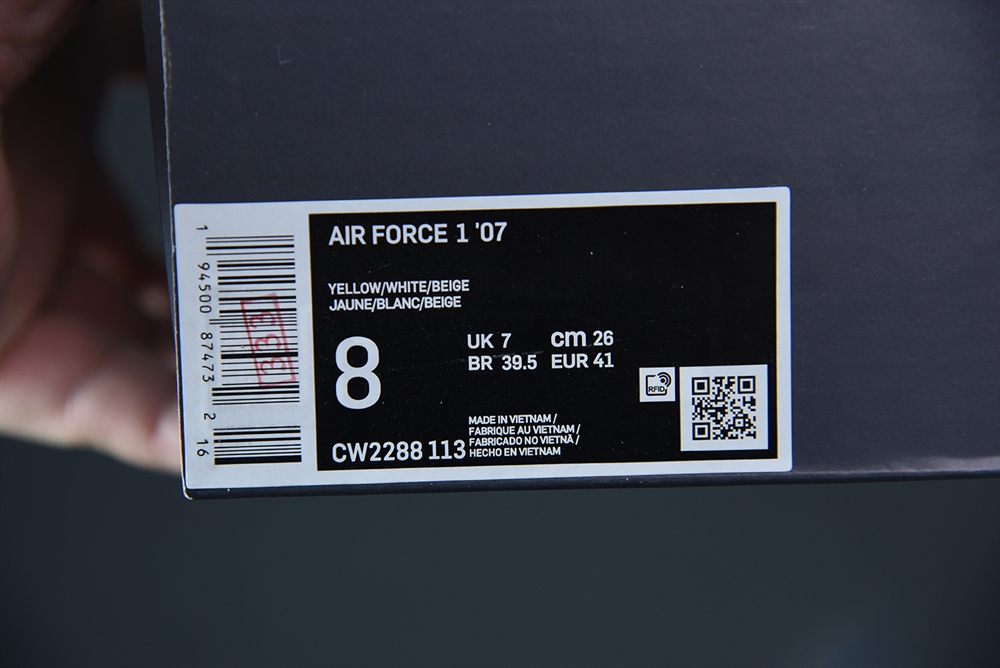 AIR FORCE 1 '07
YELLOW/WHITE/BEIGE
JAUNE/BLANC/BEIGE
8
UK 7 cm 26
BR 39.5 EUR 41
RFID
MADE IN VIETNAM /
FABRIQUE AU VIETNAM /
FABRICADO NO VIETNÃ /
HECHO EN VIETNAM
CW2288 113
1 94500 87473 2 16
333